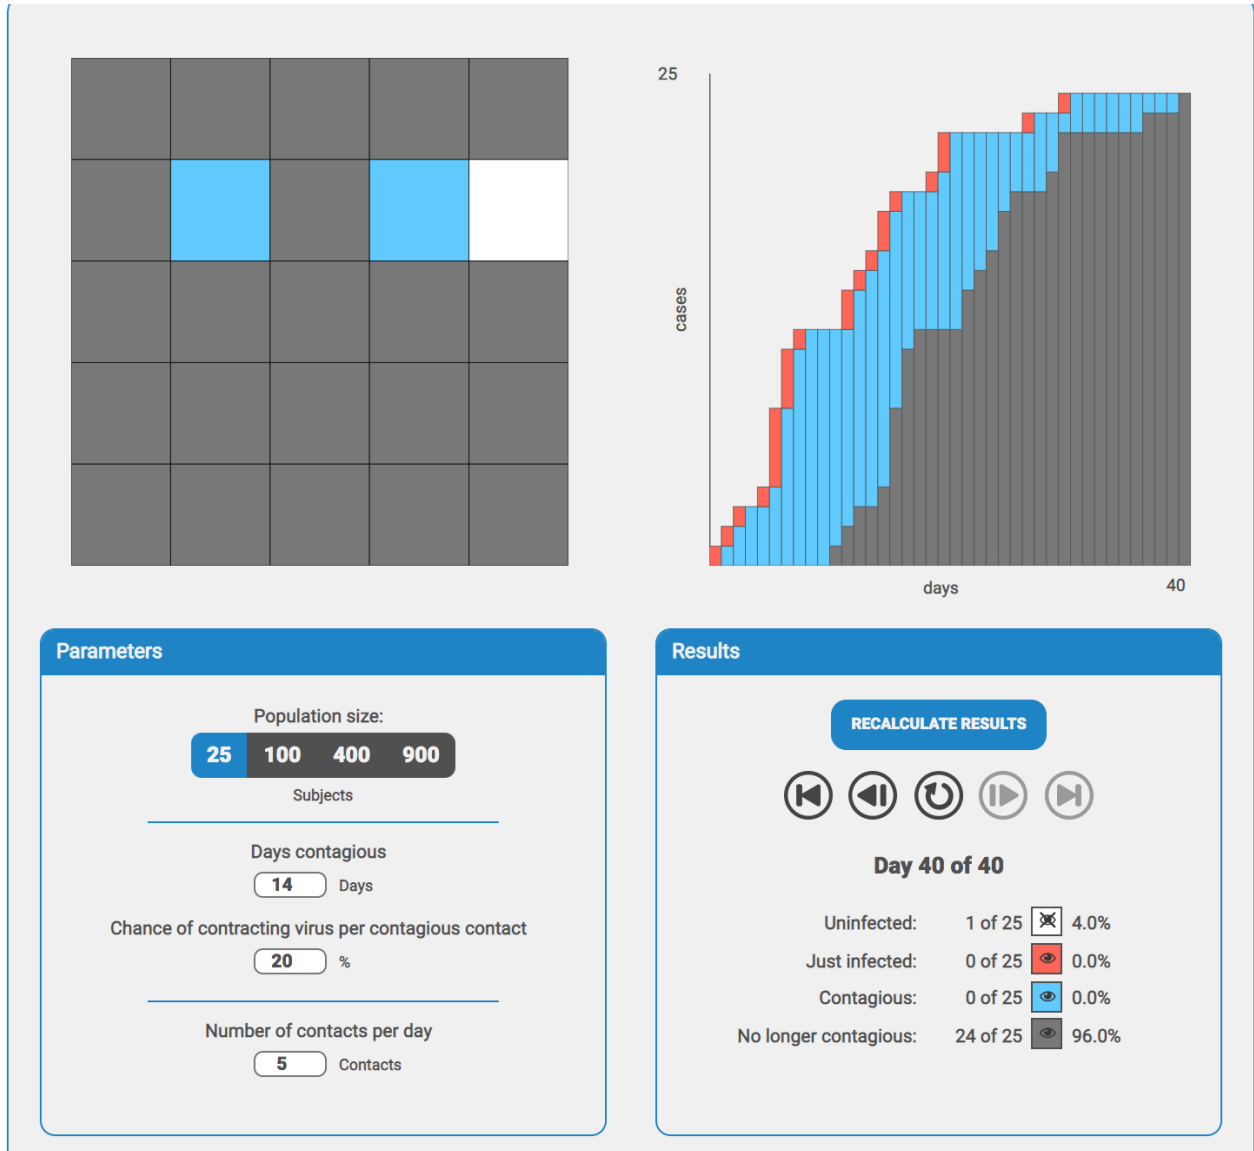 25
cases
days
40
Parameters
Population size:
25 100 400 900
Subjects
Days contagious
14 Days
Chance of contracting virus per contagious contact
20 %
Number of contacts per day
5 Contacts
Results
RECALCULATE RESULTS
Day 40 of 40
Uninfected: 1 of 25 4.0%
Just infected: 0 of 25 0.0%
Contagious: 0 of 25 0.0%
No longer contagious: 24 of 25 96.0%